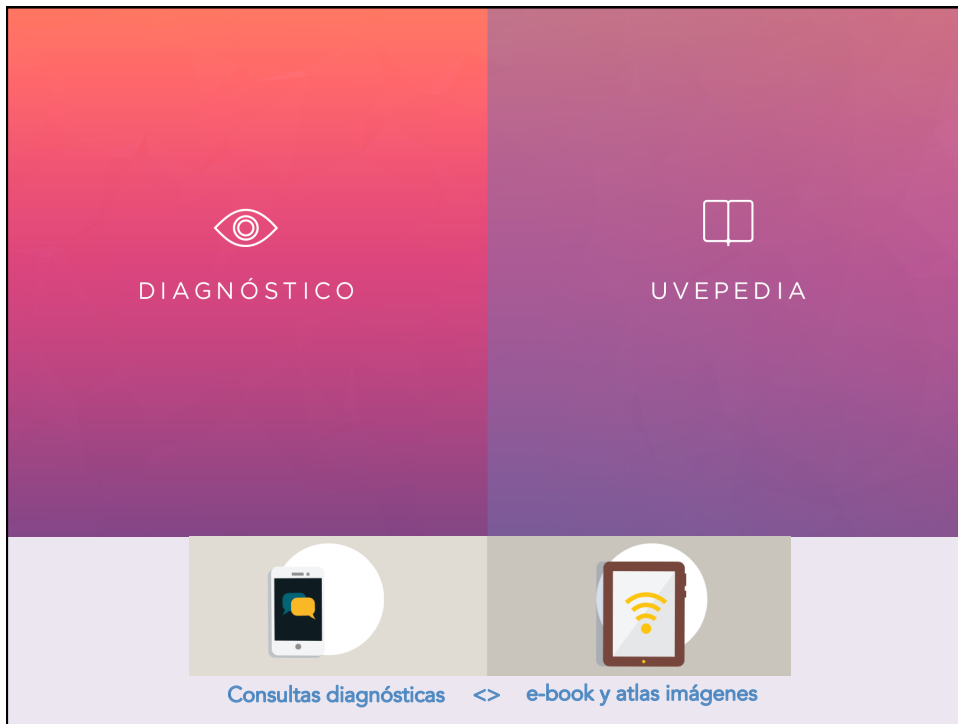 DIAGNÓSTICO
UVEPEDIA
Consultas diagnósticas <> e-book y atlas imágenes